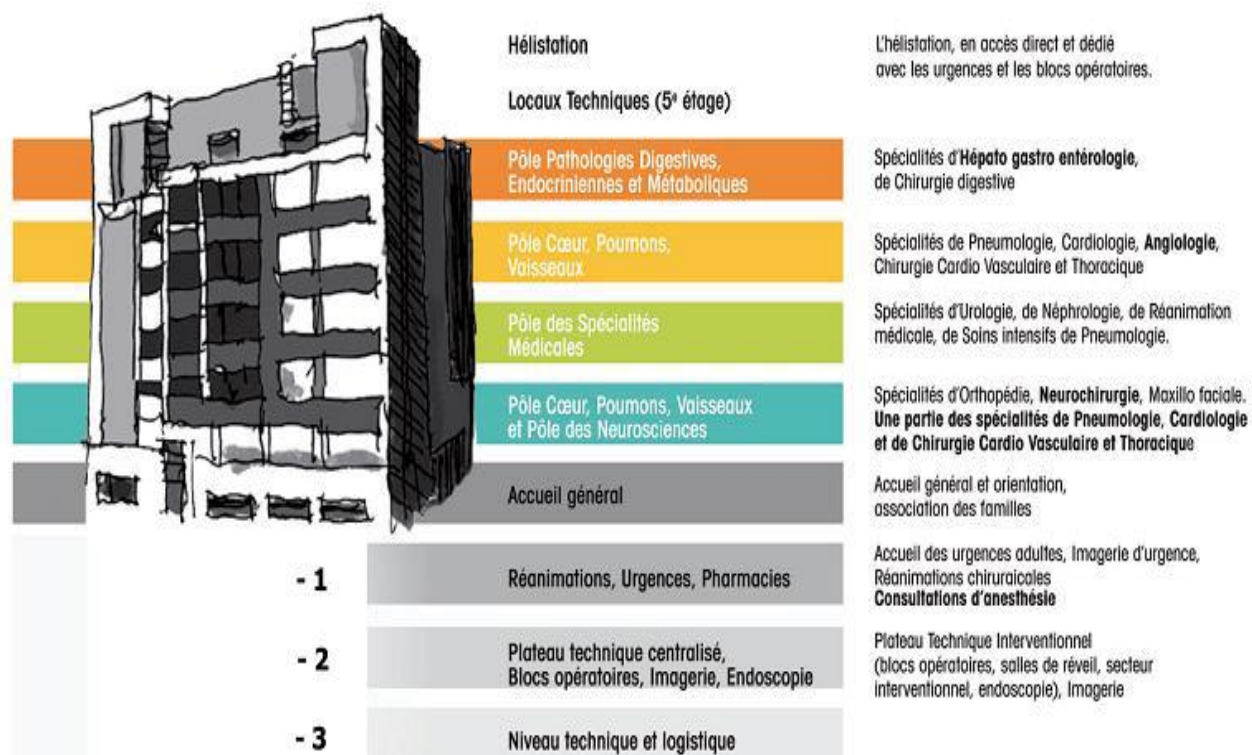 Hélistation
L'hélistation, en accès direct et dédié
avec les urgences et les blocs opératoires.
Locaux Techniques (5e étage)
Pôle Pathologies Digestives,
Endocriniennes et Métaboliques
Spécialités d'Hépato gastro entérologie,
de Chirurgie digestive
Pôle Cœur, Poumons,
Vaisseaux
Spécialités de Pneumologie, Cardiologie, Angiologie,
Chirurgie Cardio Vasculaire et Thoracique
Pôle des Spécialités
Médicales
Spécialités d'Urologie, de Néphrologie, de Réanimation
médicale, de Soins intensifs de Pneumologie.
Pôle Cœur, Poumons, Vaisseaux
et Pôle des Neurosciences
Spécialités d'Orthopédie, Neurochirurgie, Maxillo faciale.
Une partie des spécialités de Pneumologie, Cardiologie
et de Chirurgie Cardio Vasculaire et Thoracique
Accueil général
Accueil général et orientation,
association des familles
- 1
Réanimations, Urgences, Pharmacies
Accueil des urgences adultes, Imagerie d'urgence,
Réanimations chiruraicales
Consultations d'anesthésie
- 2
Plateau technique centralisé,
Blocs opératoires, Imagerie, Endoscopie
Plateau Technique Interventionnel
(blocs opératoires, salles de réveil, secteur
interventionnel, endoscopie), Imagerie
- 3
Niveau technique et logistique